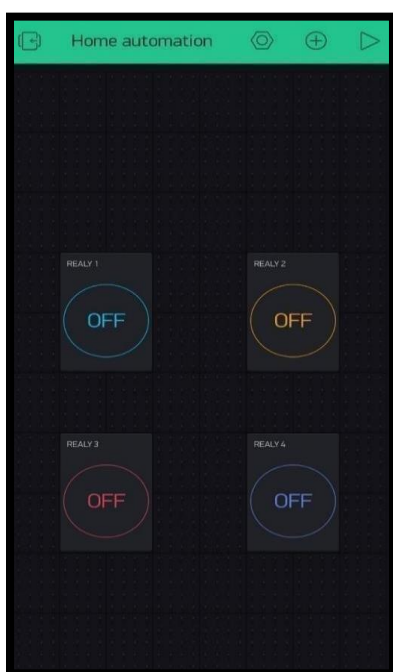 Home automation
REALY 1
REALY 2
OFF
OFF
REALY 3
REALY 4
OFF
OFF